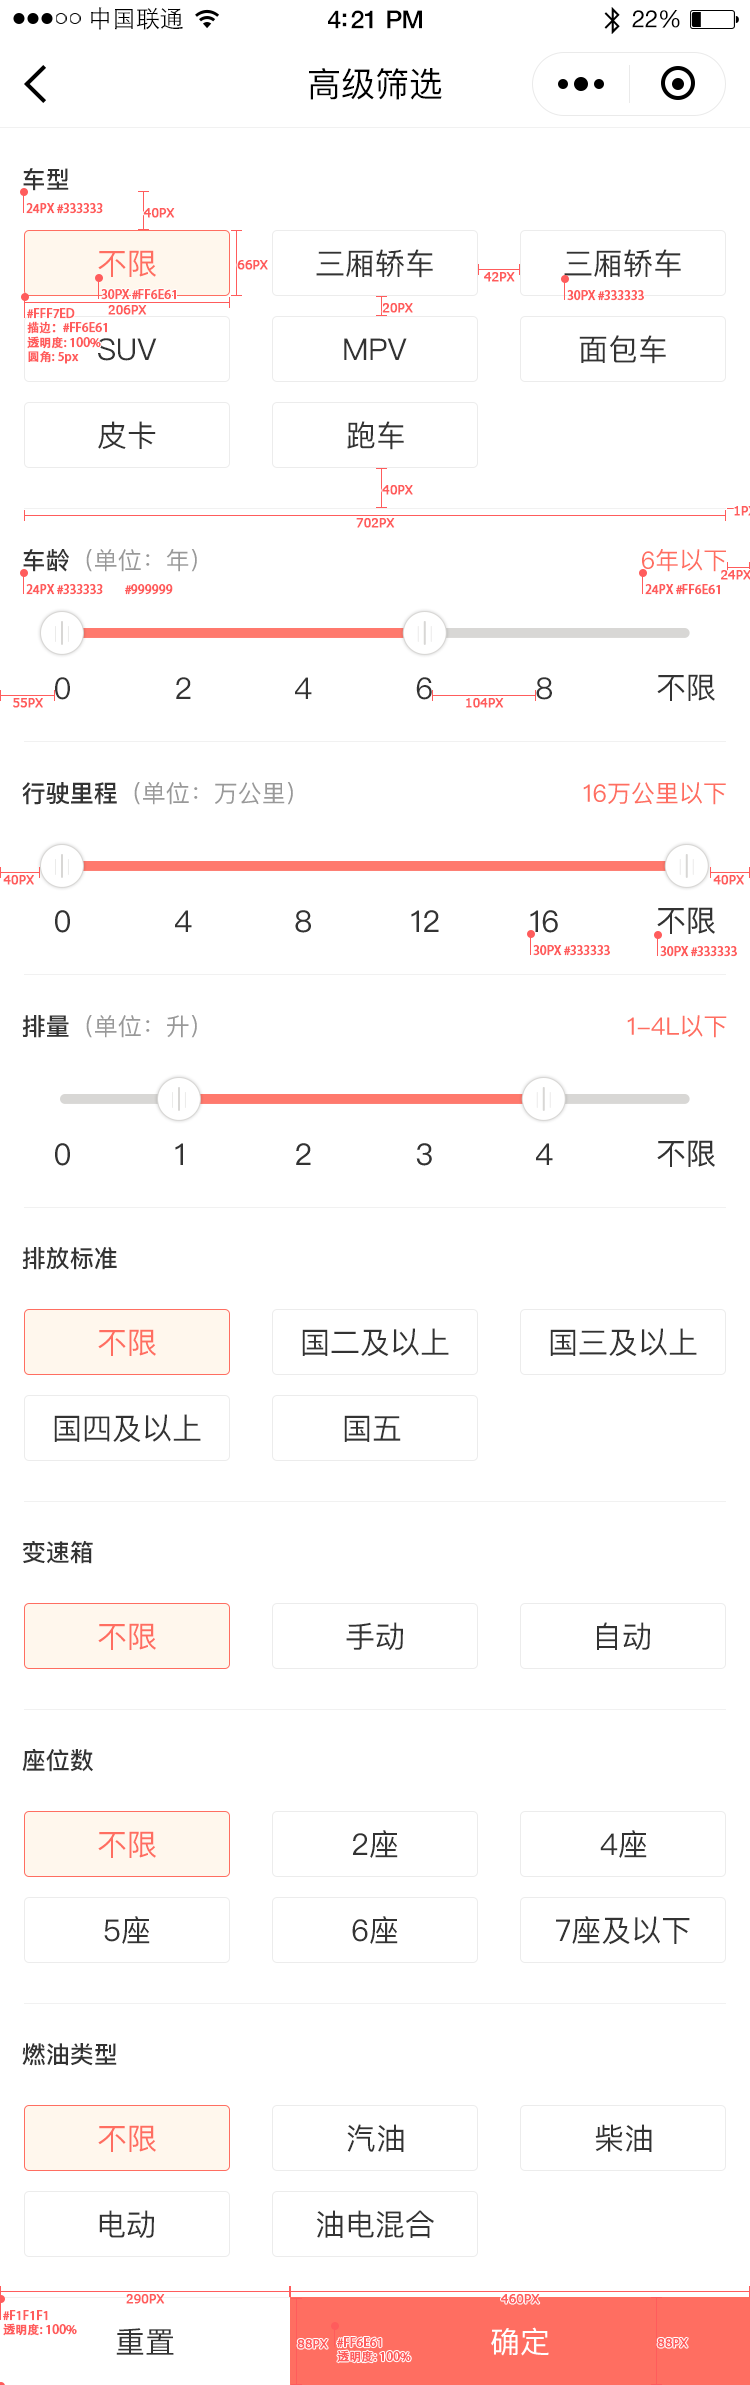 中国联通 4:21 PM 22%
高级筛选
车型
24PX #333333
40PX
不限 三厢轿车 三厢轿车
66PX
42PX
30PX #FF6E61
30PX #333333
206PX
20PX
#FFF7ED
描边：#FF6E61
透明度: 100%
圆角: 5px
SUV MPV 面包车
皮卡 跑车
40PX
1PX
702PX
车龄（单位：年） 6年以下
24PX #333333 #999999 24PX #FF6E61
24PX
0 2 4 6 8 不限
55PX 104PX
行驶里程（单位：万公里） 16万公里以下
40PX 40PX
0 4 8 12 16 不限
30PX #333333 30PX #333333
排量（单位：升） 1-4L以下
0 1 2 3 4 不限
排放标准
不限 国二及以上 国三及以上
国四及以上 国五
变速箱
不限 手动 自动
座位数
不限 2座 4座
5座 6座 7座及以下
燃油类型
不限 汽油 柴油
电动 油电混合
290PX 460PX
#F1F1F1
透明度: 100%
重置 确定
88PX #FF6E61 88PX
透明度: 100%